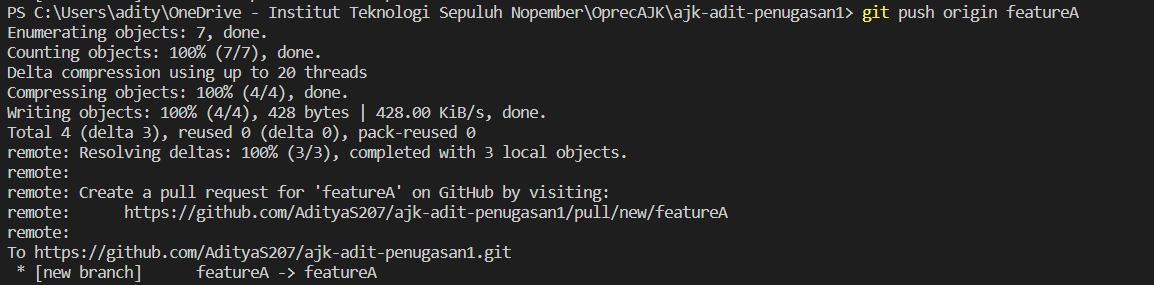 PS C:\Users\adity\OneDrive - Institut Teknologi Sepuluh Nopember\OprecAJK\ajk-adit-penugasan1> git push origin featureA
Enumerating objects: 7, done.
Counting objects: 100% (7/7), done.
Delta compression using up to 20 threads
Compressing objects: 100% (4/4), done.
Writing objects: 100% (4/4), 428 bytes | 428.00 KiB/s, done.
Total 4 (delta 3), reused 0 (delta 0), pack-reused 0
remote: Resolving deltas: 100% (3/3), completed with 3 local objects.
remote:
remote: Create a pull request for 'featureA' on GitHub by visiting:
remote:      https://github.com/AdityaS207/ajk-adit-penugasan1/pull/new/featureA
remote:
To https://github.com/AdityaS207/ajk-adit-penugasan1.git
 * [new branch]      featureA -> featureA